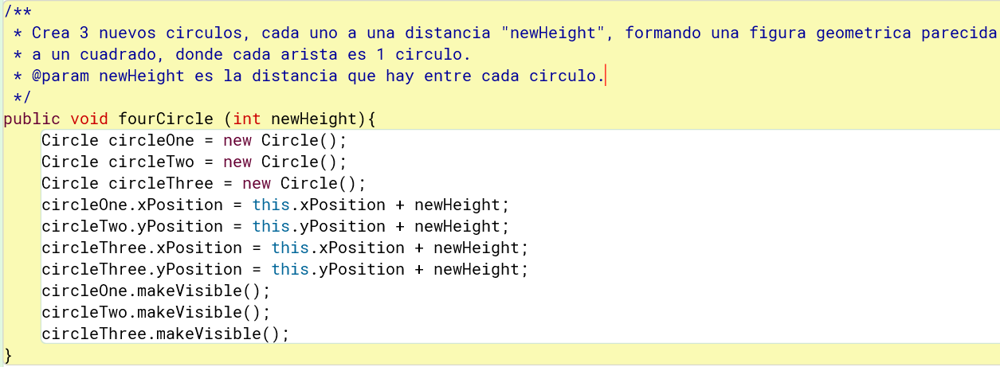 /**
 * Crea 3 nuevos circulos, cada uno a una distancia "newHeight", formando una figura geometrica parecida
 * a un cuadrado, donde cada arista es 1 circulo.
 * @param newHeight es la distancia que hay entre cada circulo.
 */
public void fourCircle (int newHeight){
    Circle circleOne = new Circle();
    Circle circleTwo = new Circle();
    Circle circleThree = new Circle();
    circleOne.xPosition = this.xPosition + newHeight;
    circleTwo.yPosition = this.yPosition + newHeight;
    circleThree.xPosition = this.xPosition + newHeight;
    circleThree.yPosition = this.yPosition + newHeight;
    circleOne.makeVisible();
    circleTwo.makeVisible();
    circleThree.makeVisible();
}